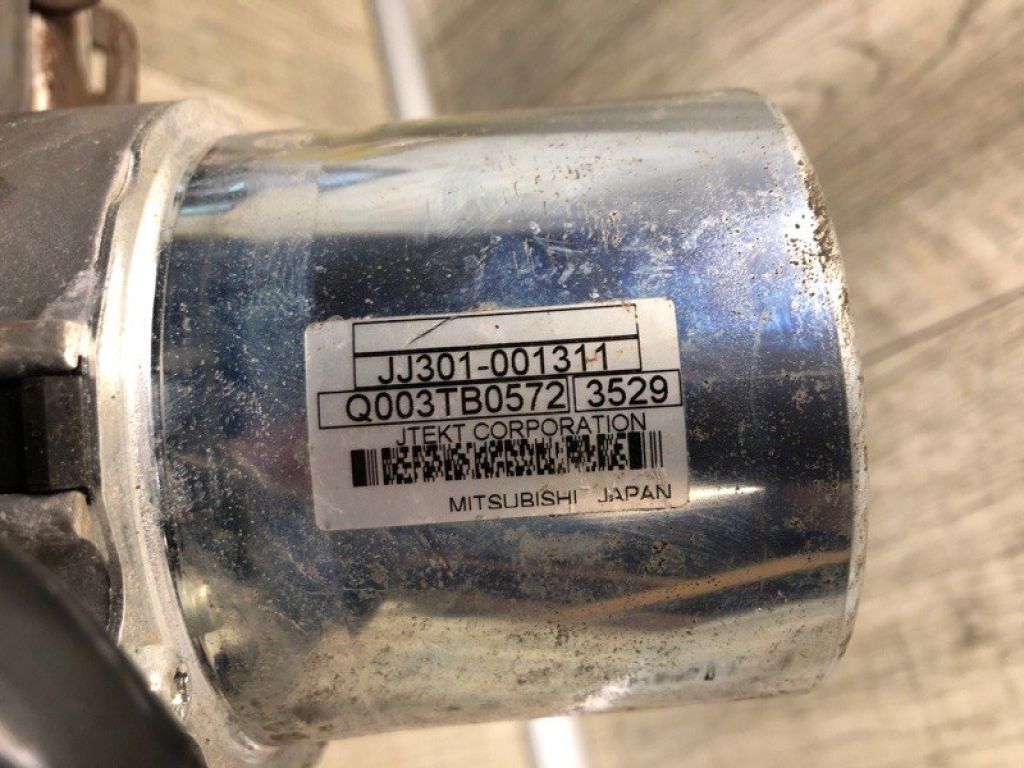 JJ301-001311
Q003TB0572 3529
JTEKT CORPORATION
MITSUBISHI JAPAN